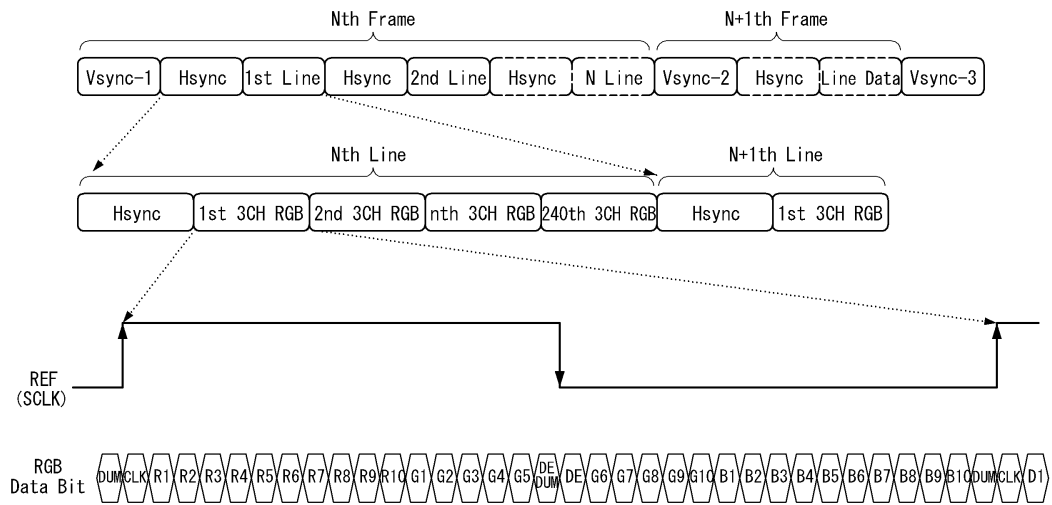 Nth Frame N+1th Frame
Vsync-1 Hsync 1st Line Hsync 2nd Line Hsync N Line Vsync-2 Hsync Line Data Vsync-3
Nth Line N+1th Line
Hsync 1st 3CH RGB 2nd 3CH RGB nth 3CH RGB 240th 3CH RGB Hsync 1st 3CH RGB
REF
(SCLK)
RGB
Data Bit
DUM CLK R1 R2 R3 R4 R5 R6 R7 R8 R9 R10 G1 G2 G3 G4 G5 DE DUM DE G6 G7 G8 G9 G10 B1 B2 B3 B4 B5 B6 B7 B8 B9 B10 DUM CLK D1